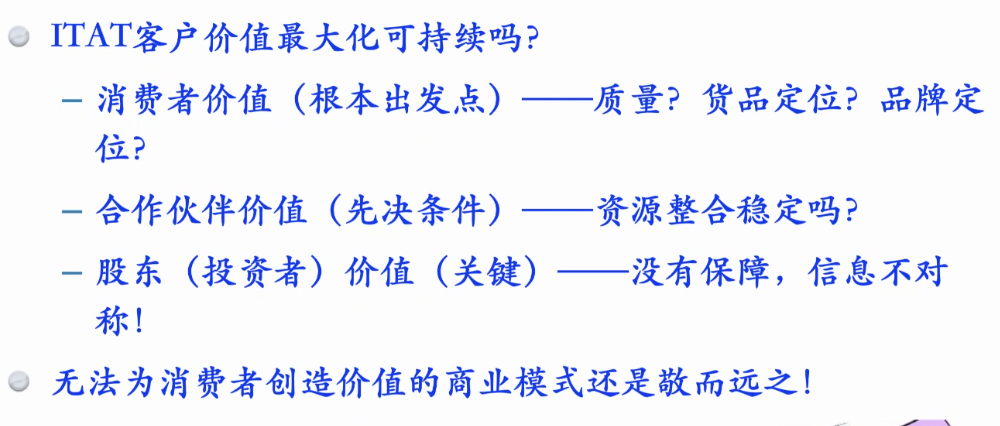 ITAT客户价值最大化可持续吗?
– 消费者价值（根本出发点）——质量? 货品定位? 品牌定
位?
– 合作伙伴价值（先决条件）——资源整合稳定吗?
– 股东（投资者）价值（关键）——没有保障，信息不对
称!
无法为消费者创造价值的商业模式还是敬而远之!